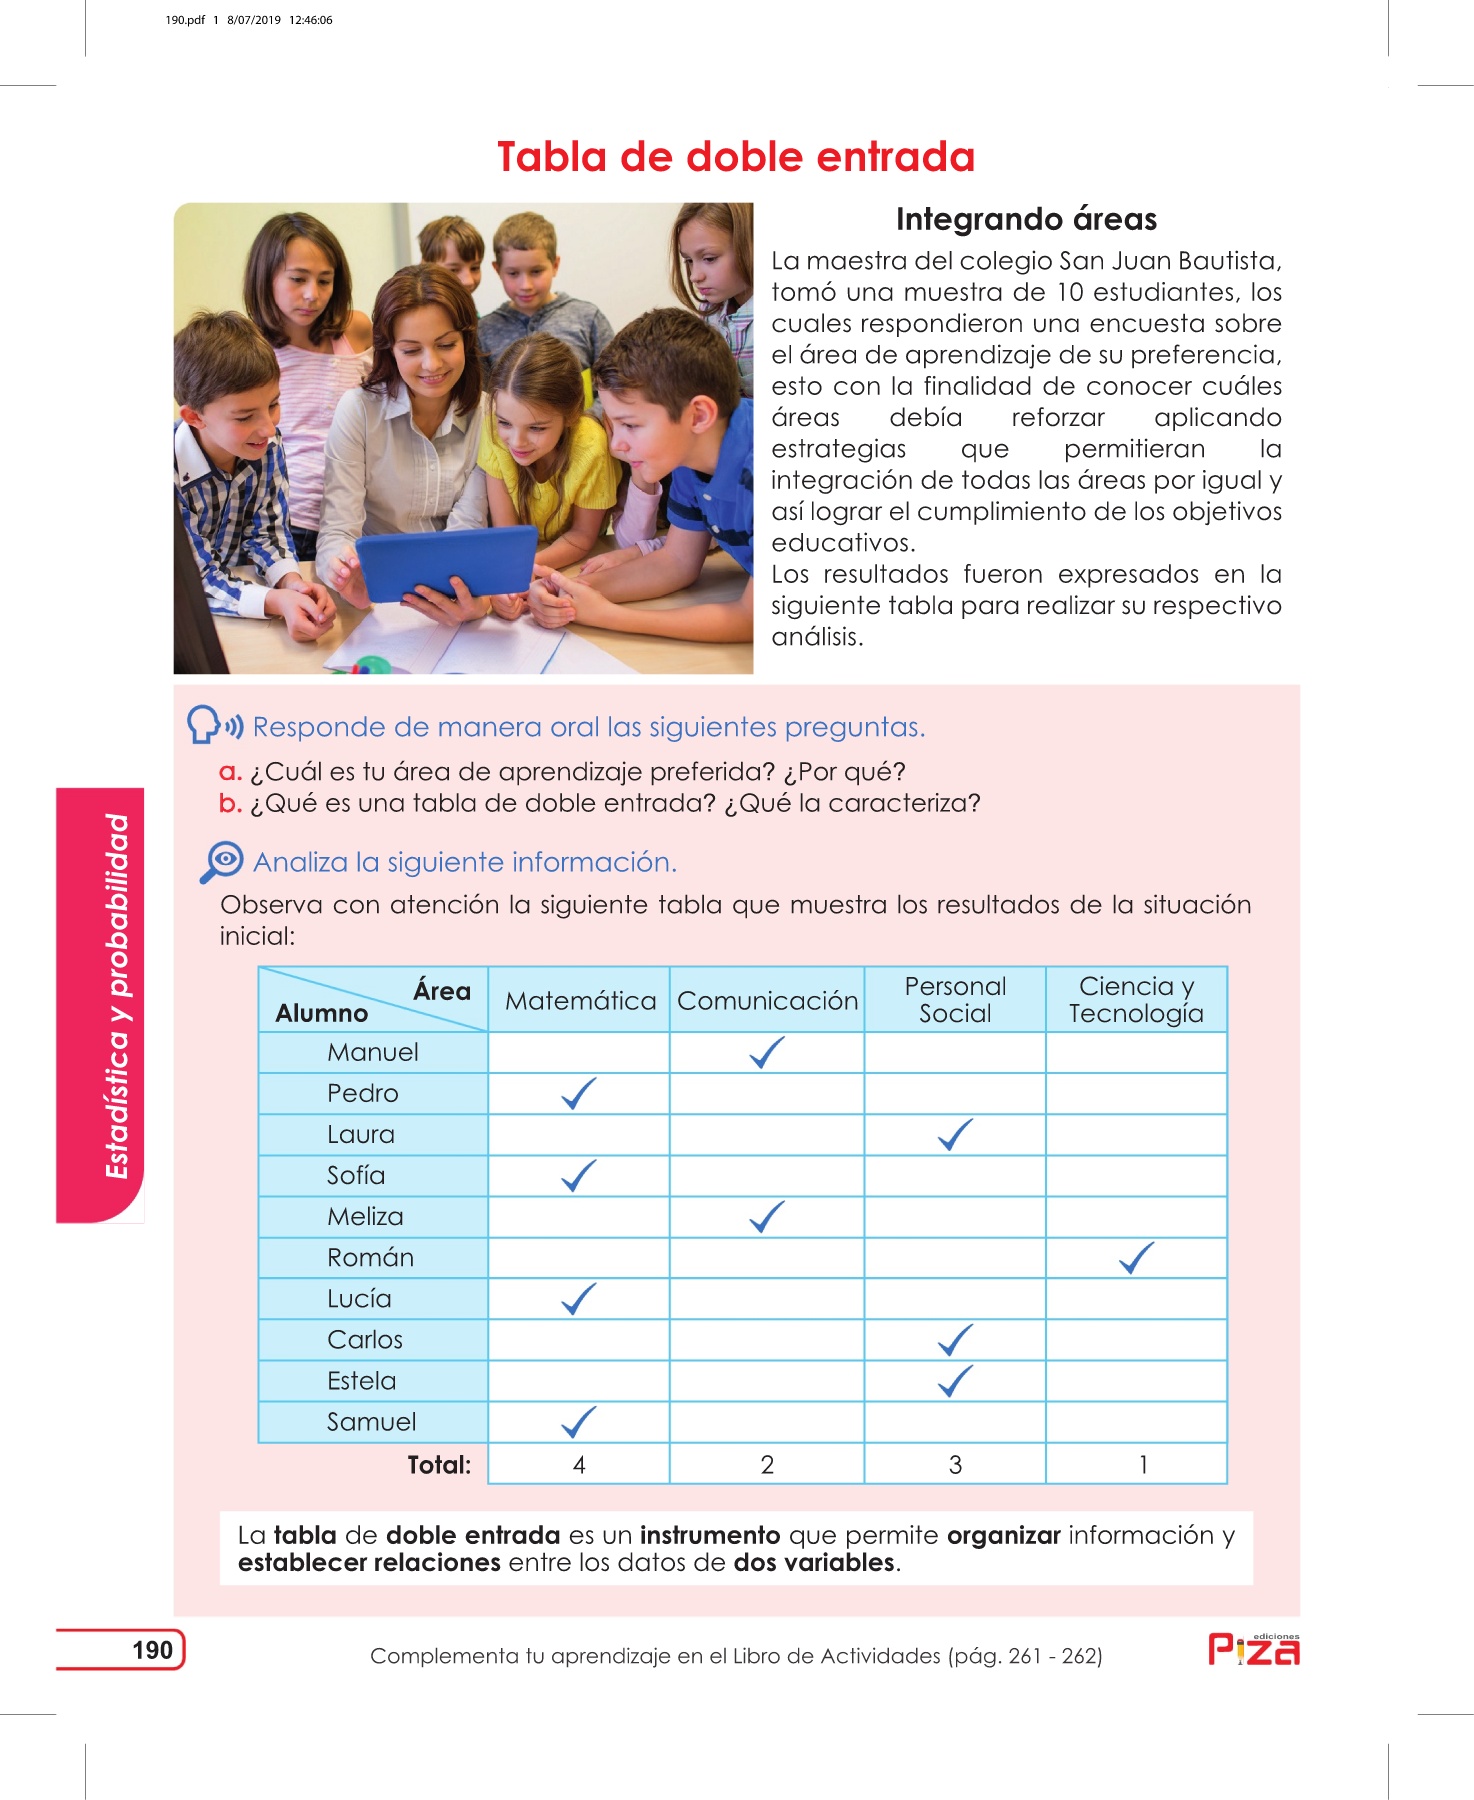 190.pdf 1 8/07/2019 12:46:06
Tabla de doble entrada
Integrando áreas
La maestra del colegio San Juan Bautista,
tomó una muestra de 10 estudiantes, los
cuales respondieron una encuesta sobre
el área de aprendizaje de su preferencia,
esto con la finalidad de conocer cuáles
áreas debía reforzar aplicando
estrategias que permitieran la
integración de todas las áreas por igual y
así lograr el cumplimiento de los objetivos
educativos.
Los resultados fueron expresados en la
siguiente tabla para realizar su respectivo
análisis.
Responde de manera oral las siguientes preguntas.
a. ¿Cuál es tu área de aprendizaje preferida? ¿Por qué?
b. ¿Qué es una tabla de doble entrada? ¿Qué la caracteriza?
Estadística y probabilidad
Analiza la siguiente información.
Observa con atención la siguiente tabla que muestra los resultados de la situación
inicial:
Área
Alumno
Matemática
Comunicación
Personal
Social
Ciencia y
Tecnología
Manuel
Pedro
Laura
Sofía
Meliza
Román
Lucía
Carlos
Estela
Samuel
Total: 4 2 3 1
La tabla de doble entrada es un instrumento que permite organizar información y
establecer relaciones entre los datos de dos variables.
190
Complementa tu aprendizaje en el Libro de Actividades (pág. 261 - 262)
ediciones
Piza